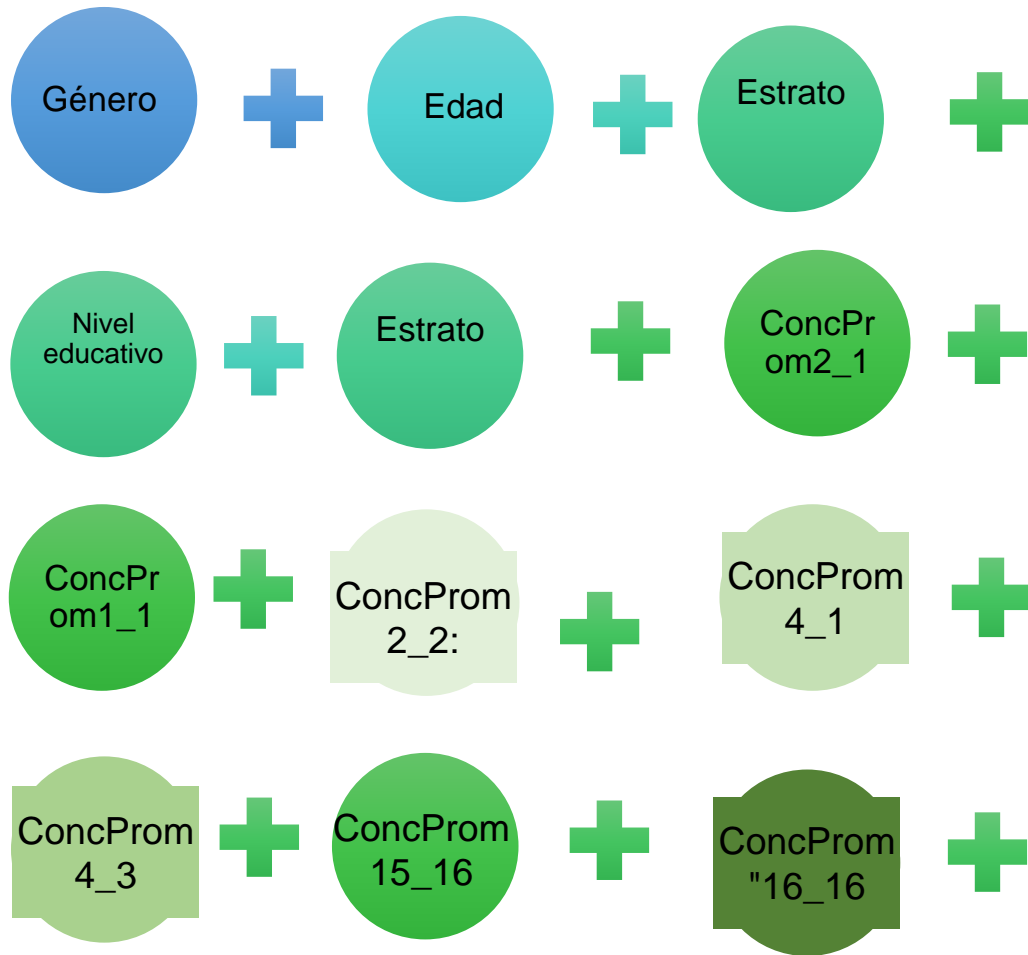 Género
Edad
Estrato
Nivel
educativo
Estrato
ConcPr
om2_1
ConcPr
om1_1
ConcProm
2_2:
ConcProm
4_1
ConcProm
4_3
ConcProm
15_16
ConcProm
"16_16